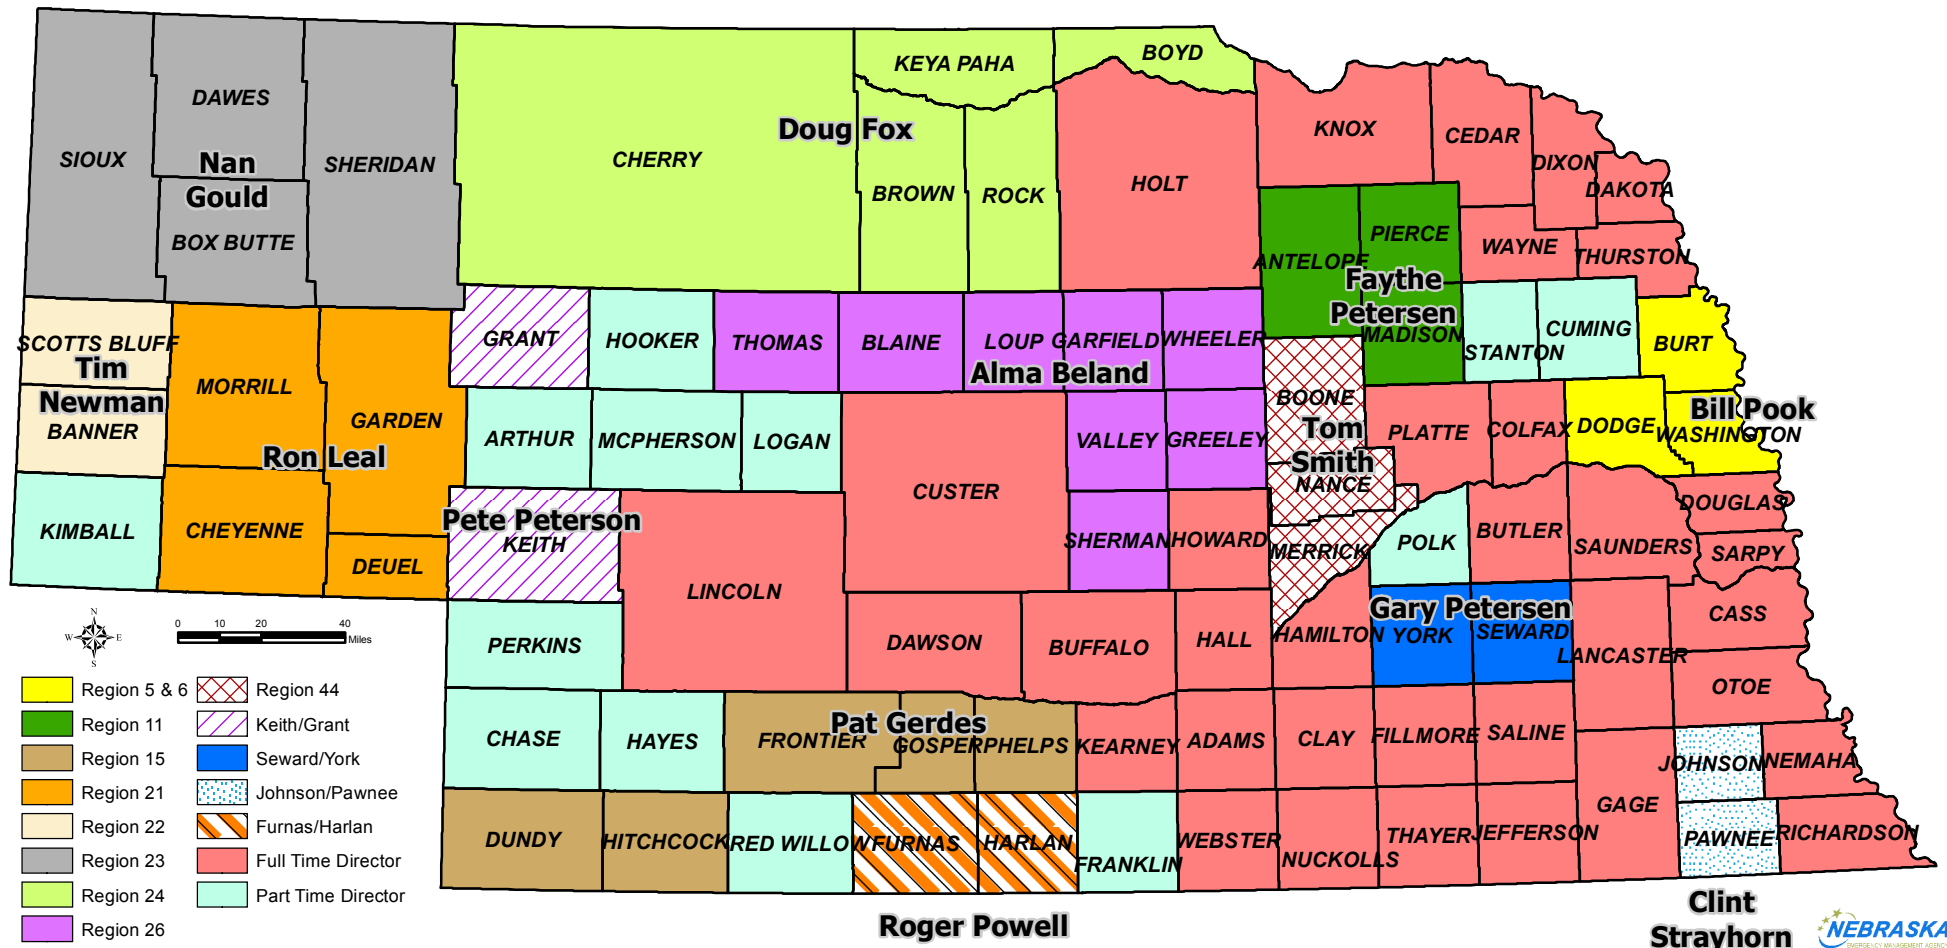 KEYA PAHA
BOYD
DAWES
Doug Fox
KNOX
CEDAR
SIOUX
Nan
Gould
SHERIDAN
CHERRY
BROWN
ROCK
HOLT
DIXON
DAKOTA
BOX BUTTE
ANTELOPE
PIERCE
WAYNE
THURSTON
Faythe
Petersen
MADISON
SCOTTS BLUFF
Tim
Newman
BANNER
MORRILL
GARDEN
Ron Leal
GRANT
HOOKER
THOMAS
BLAINE
LOUP
GARFIELD
WHEELER
Alma Beland
STANTON
CUMING
BURT
BOONE
Tom
Smith
NANCE
PLATTE
COLFAX
DODGE
Bill Pook
WASHINGTON
ARTHUR
MCPHERSON
LOGAN
CUSTER
VALLEY
GREELEY
KIMBALL
CHEYENNE
DEUEL
Pete Peterson
KEITH
LINCOLN
SHERMAN
HOWARD
MERRICK
POLK
BUTLER
SAUNDERS
DOUGLAS
SARPY
PERKINS
DAWSON
BUFFALO
HALL
HAMILTON
Gary Petersen
YORK
SEWARD
LANCASTER
CASS
OTOE
CHASE
HAYES
Pat Gerdes
FRONTIER
GOSPER
PHELPS
KEARNEY
ADAMS
CLAY
FILLMORE
SALINE
JOHNSON
NEMAHA
DUNDY
HITCHCOCK
RED WILLOW
FURNAS
HARLAN
FRANKLIN
WEBSTER
NUCKOLLS
THAYER
JEFFERSON
GAGE
PAWNEE
RICHARDSON
Roger Powell
Clint
Strayhorn
N
W
E
S
0 10 20 40
Miles
Region 5 & 6
Region 11
Region 15
Region 21
Region 22
Region 23
Region 24
Region 26
Region 44
Keith/Grant
Seward/York
Johnson/Pawnee
Furnas/Harlan
Full Time Director
Part Time Director
NEBRASKA
EMERGENCY MANAGEMENT AGENCY